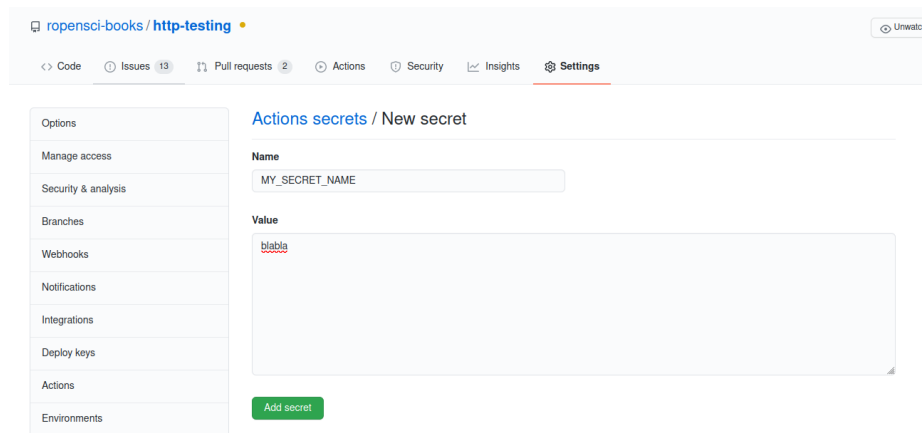 ropensci-books / http-testing
Unwatc
Code Issues 13 Pull requests 2 Actions Security Insights Settings
Options
Manage access
Security & analysis
Branches
Webhooks
Notifications
Integrations
Deploy keys
Actions
Environments
Actions secrets / New secret
Name
MY_SECRET_NAME
Value
blabla
Add secret